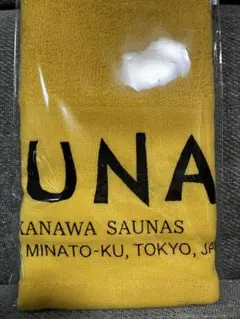 UNA
KANAWA SAUNAS
MINATO-KU, TOKYO, JA